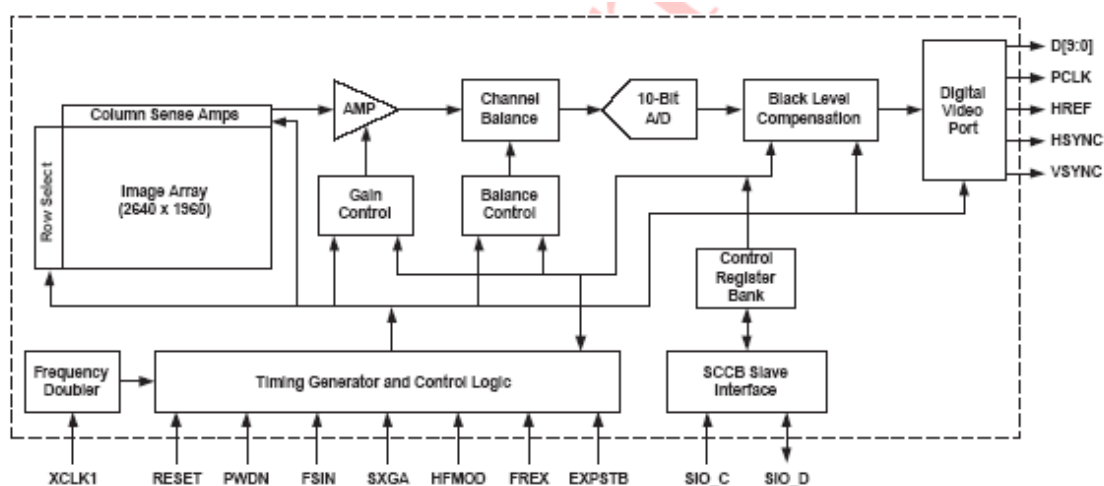 D[9:0]
PCLK
HREF
HSYNC
VSYNC
Column Sense Amps
Row Select
Image Array
(2640 x 1960)
AMP
Channel
Balance
10-Bit
A/D
Black Level
Compensation
Digital
Video
Port
Gain
Control
Balance
Control
Control
Register
Bank
Frequency
Doubler
Timing Generator and Control Logic
SCCB Slave
Interface
XCLK1
RESET
PWDN
FSIN
SXGA
HFMOD
FREX
EXPSTB
SIO_C
SIO_D